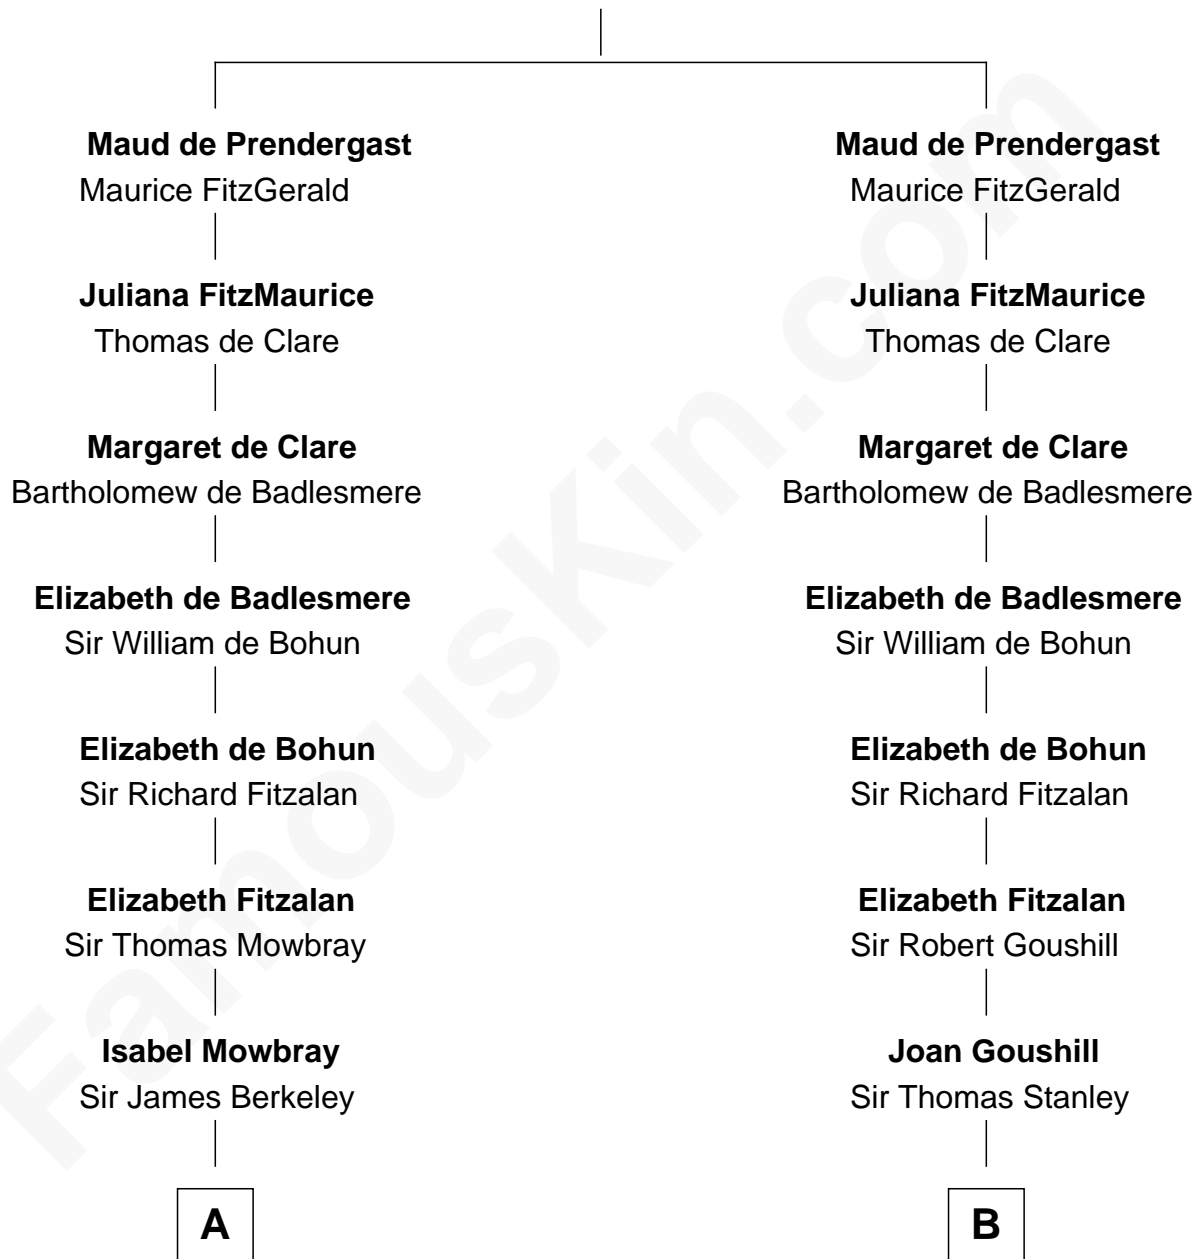 Maud de Prendergast
Maurice FitzGerald
Juliana FitzMaurice
Thomas de Clare
Margaret de Clare
Bartholomew de Badlesmere
Elizabeth de Badlesmere
Sir William de Bohun
Elizabeth de Bohun
Sir Richard Fitzalan
Elizabeth Fitzalan
Sir Thomas Mowbray
Isabel Mowbray
Sir James Berkeley
A
Maud de Prendergast
Maurice FitzGerald
Juliana FitzMaurice
Thomas de Clare
Margaret de Clare
Bartholomew de Badlesmere
Elizabeth de Badlesmere
Sir William de Bohun
Elizabeth de Bohun
Sir Richard Fitzalan
Elizabeth Fitzalan
Sir Robert Goushill
Joan Goushill
Sir Thomas Stanley
B
FamousKin.com